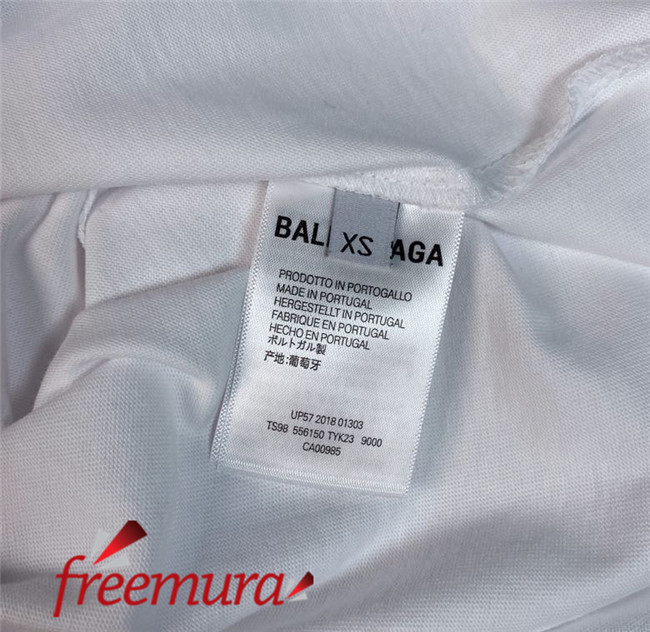 BAL XS AGA
PRODOTTO IN PORTOGALLO
MADE IN PORTUGAL
HERGESTELLT IN PORTUGAL
FABRIQUE EN PORTUGAL
HECHO EN PORTUGAL
ポルトガル製
产地:葡萄牙
UP57 2018 01303
TS98 556150 TYK23 9000
CA00985
freemura